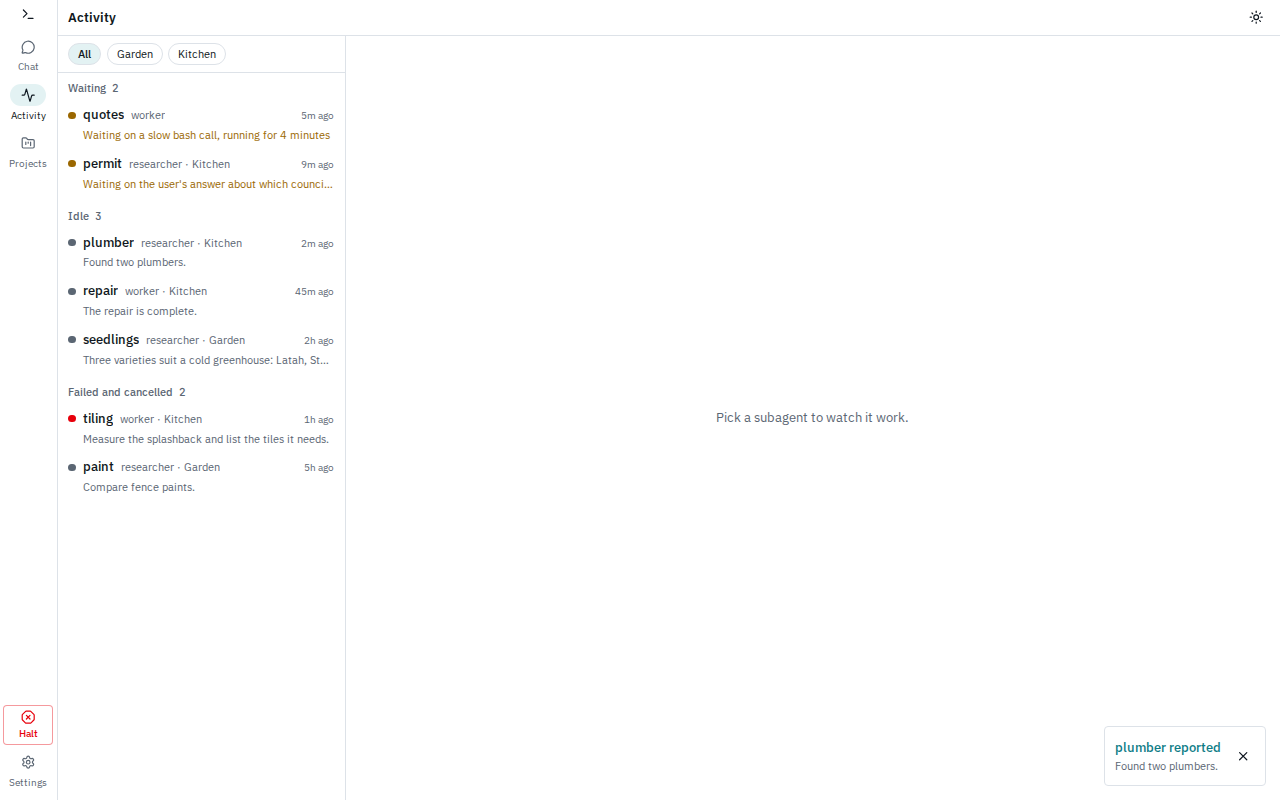 Activity
Chat
Activity
Projects
Halt
Settings
All
Garden
Kitchen
Waiting 2
quotes worker 5m ago
Waiting on a slow bash call, running for 4 minutes
permit researcher · Kitchen 9m ago
Waiting on the user's answer about which counci...
Idle 3
plumber researcher · Kitchen 2m ago
Found two plumbers.
repair worker · Kitchen 45m ago
The repair is complete.
seedlings researcher · Garden 2h ago
Three varieties suit a cold greenhouse: Latah, St...
Failed and cancelled 2
tiling worker · Kitchen 1h ago
Measure the splashback and list the tiles it needs.
paint researcher · Garden 5h ago
Compare fence paints.
Pick a subagent to watch it work.
plumber reported
Found two plumbers.